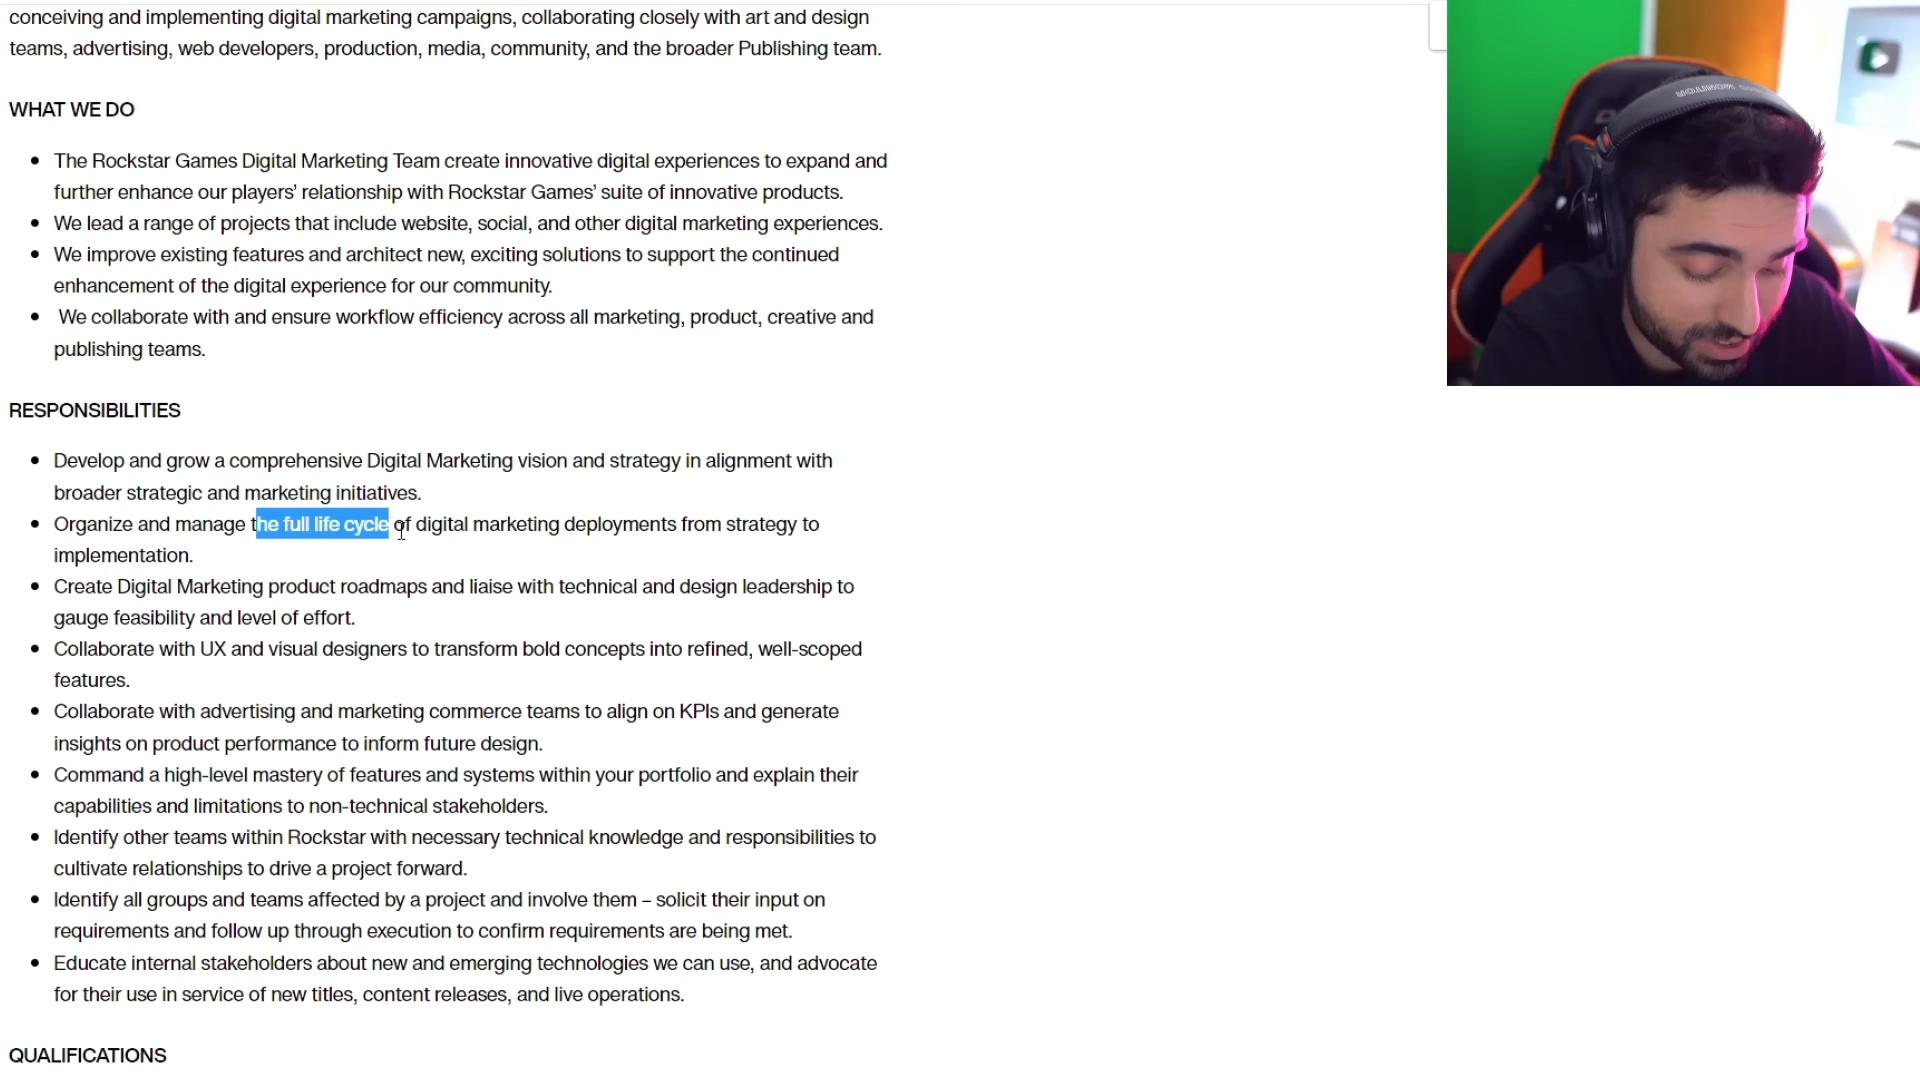 conceiving and implementing digital marketing campaigns, collaborating closely with art and design
teams, advertising, web developers, production, media, community, and the broader Publishing team.
WHAT WE DO
The Rockstar Games Digital Marketing Team create innovative digital experiences to expand and
further enhance our players' relationship with Rockstar Games' suite of innovative products.
We lead a range of projects that include website, social, and other digital marketing experiences.
We improve existing features and architect new, exciting solutions to support the continued
enhancement of the digital experience for our community.
We collaborate with and ensure workflow efficiency across all marketing, product, creative and
publishing teams.
RESPONSIBILITIES
Develop and grow a comprehensive Digital Marketing vision and strategy in alignment with
broader strategic and marketing initiatives.
Organize and manage the full life cycle of digital marketing deployments from strategy to
implementation.
Create Digital Marketing product roadmaps and liaise with technical and design leadership to
gauge feasibility and level of effort.
Collaborate with UX and visual designers to transform bold concepts into refined, well-scoped
features.
Collaborate with advertising and marketing commerce teams to align on KPIs and generate
insights on product performance to inform future design.
Command a high-level mastery of features and systems within your portfolio and explain their
capabilities and limitations to non-technical stakeholders.
Identify other teams within Rockstar with necessary technical knowledge and responsibilities to
cultivate relationships to drive a project forward.
Identify all groups and teams affected by a project and involve them – solicit their input on
requirements and follow up through execution to confirm requirements are being met.
Educate internal stakeholders about new and emerging technologies we can use, and advocate
for their use in service of new titles, content releases, and live operations.
QUALIFICATIONS